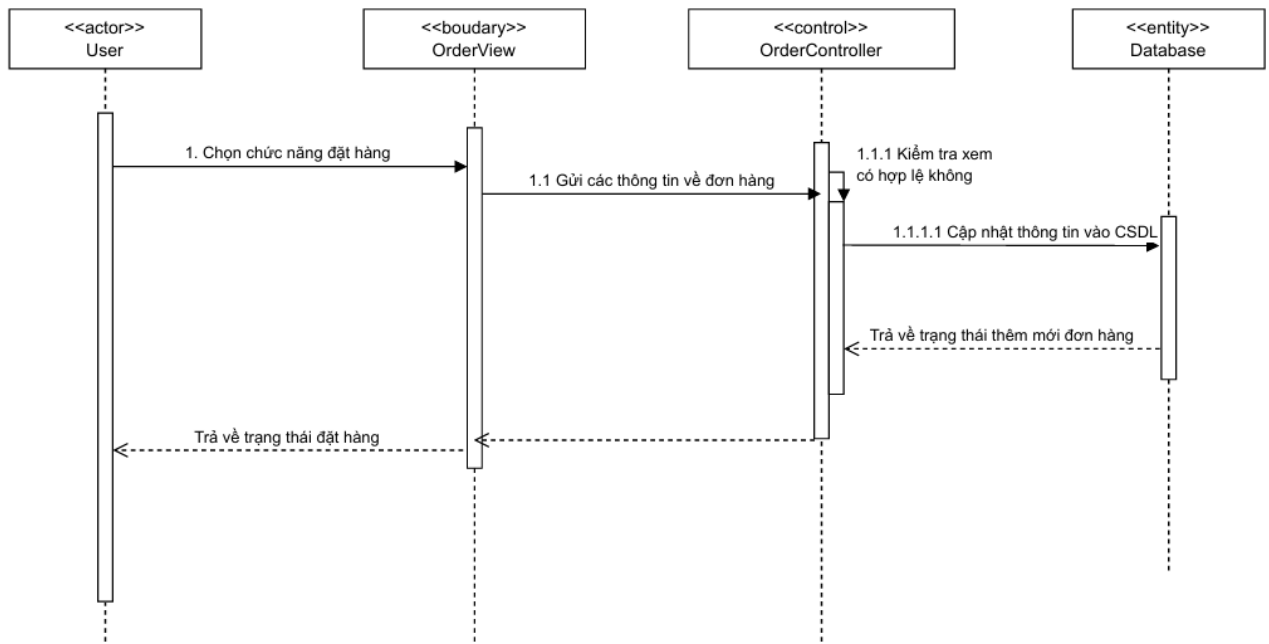 <<actor>>
User
<<boudary>>
OrderView
<<control>>
OrderController
<<entity>>
Database
1. Chọn chức năng đặt hàng
1.1 Gửi các thông tin về đơn hàng
1.1.1 Kiểm tra xem
có hợp lệ không
1.1.1.1 Cập nhật thông tin vào CSDL
Trả về trạng thái thêm mới đơn hàng
Trả về trạng thái đặt hàng